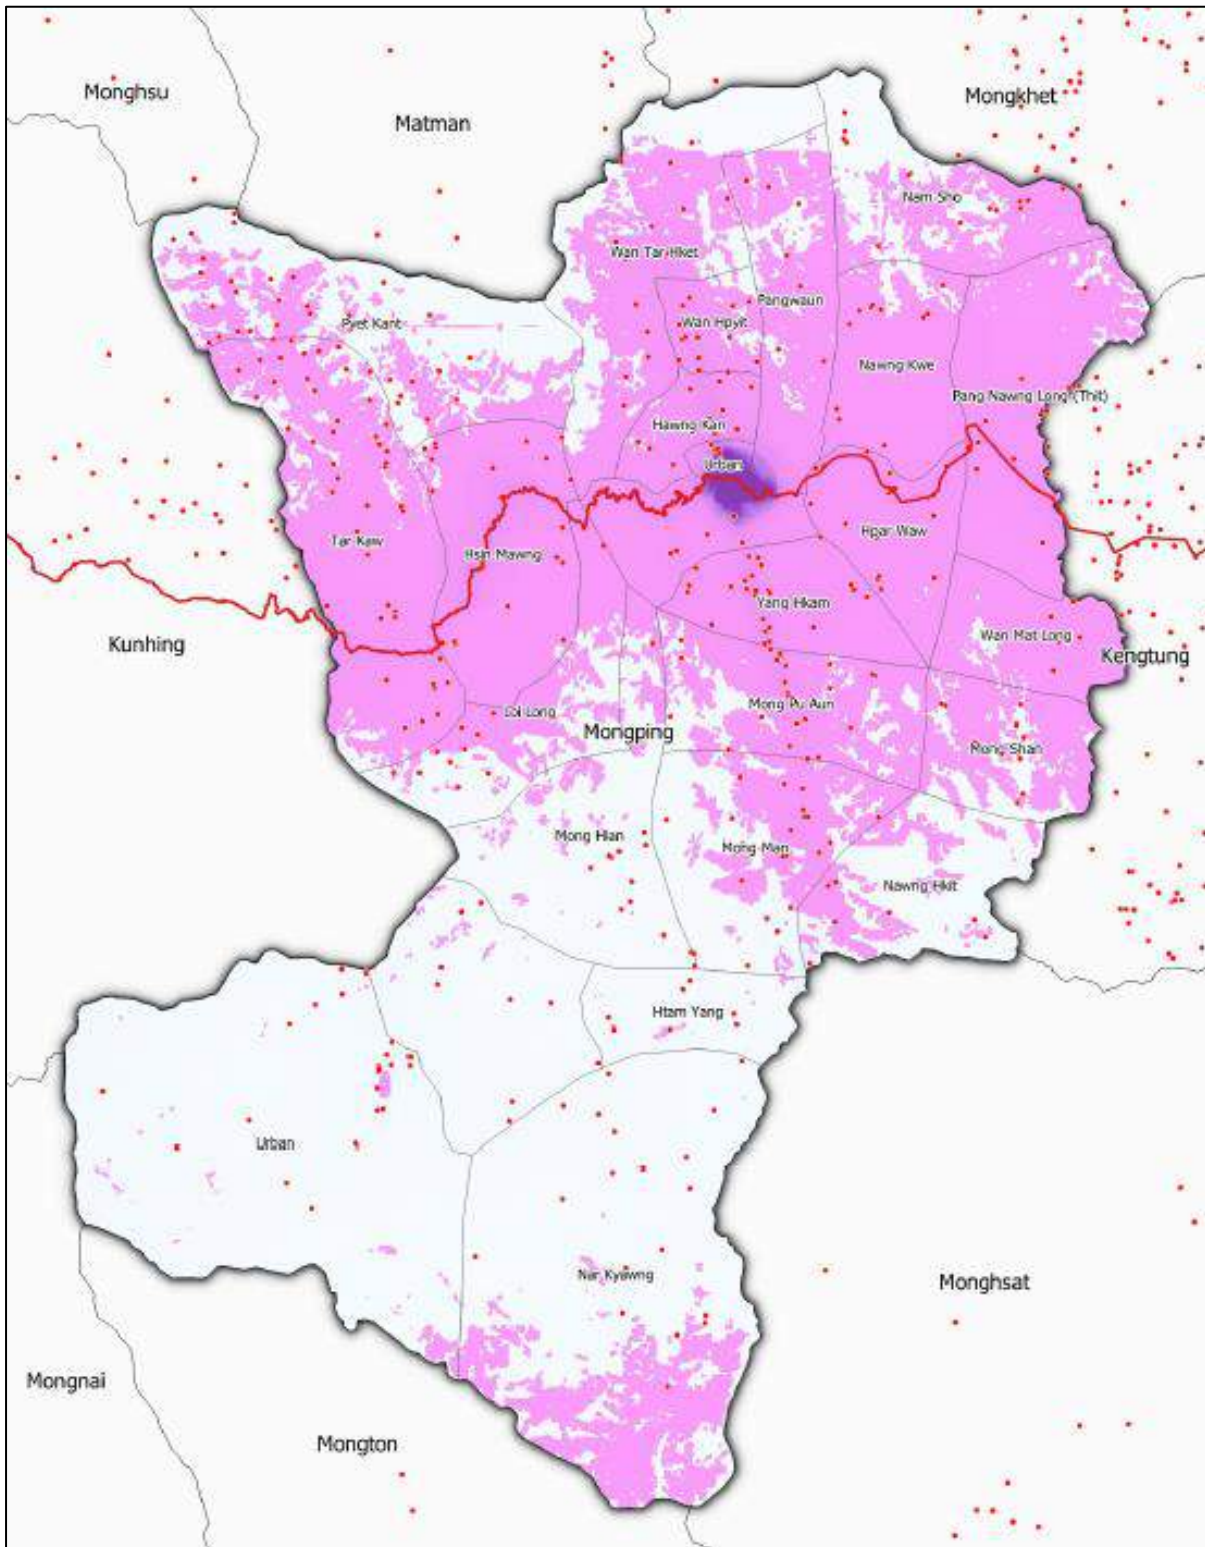 Monghsu
Matman
Mongkhet
Nam Sho
Wan Tar Hket
Pangwaun
Pyet Kant
Wan Hpyit
Nawng Kwe
Pang Nawng Long (Thit)
Hawng Kan
Urban
Hpar Waw
Tar Kaw
Hsin Mawng
Yang Hkam
Wan Mat Long
Kunhing
Kengtung
Loi Long
Mong Pu Aun
Mongping
Mong Shan
Mong Hlan
Mong Man
Nawng Hkit
Htam Yang
Urban
Nar Kyawng
Monghsat
Mongnai
Mongton